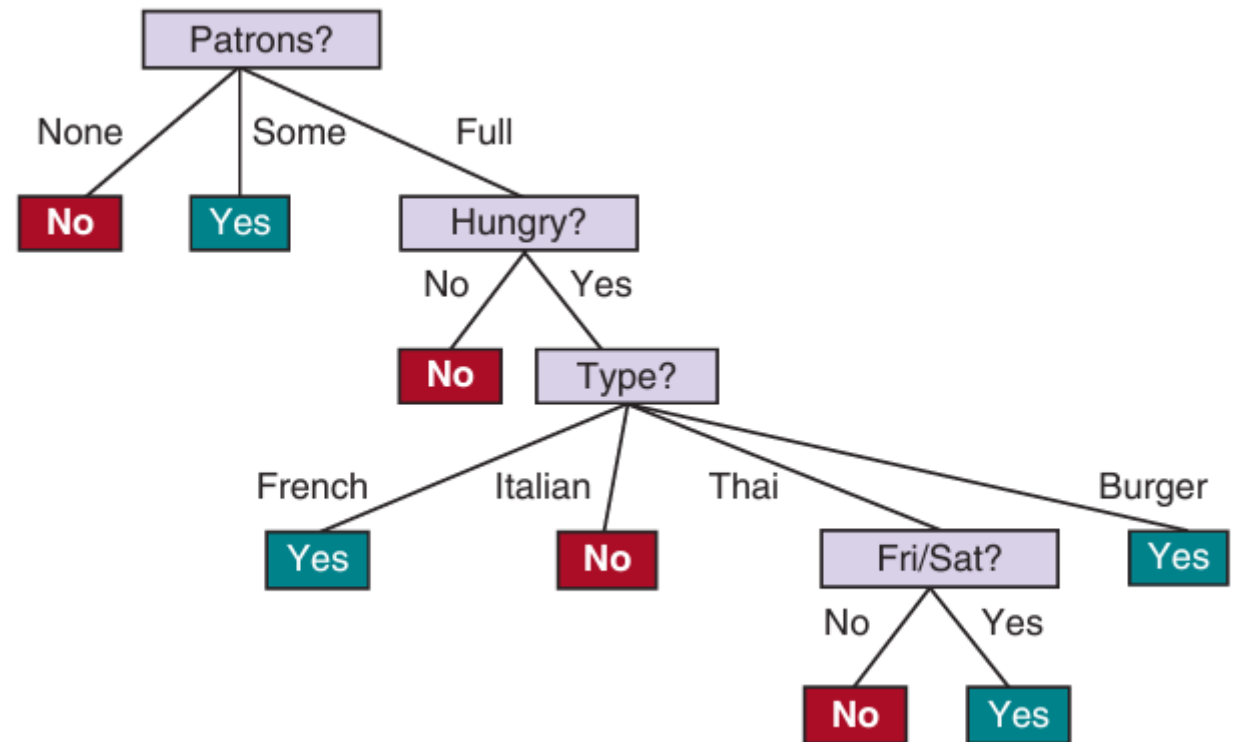 Patrons?
None Some Full
No Yes Hungry?
No Yes
No Type?
French Italian Thai Burger
Yes No Fri/Sat? Yes
No Yes
No Yes